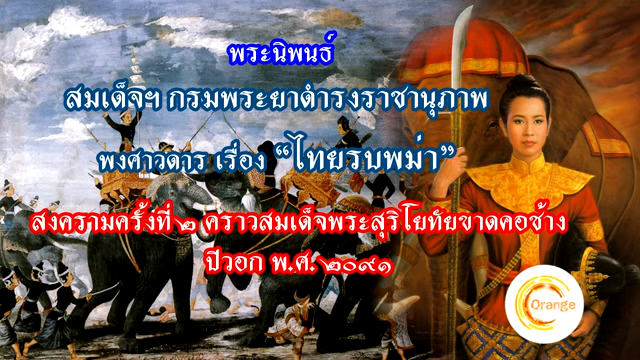 พระนิพนธ์
สมเด็จฯ กรมพระยาดำรงราชานุภาพ
พงศาวดาร เรื่อง “ไทยรบพม่า”
สงครามครั้งที่ ๒ คราวสมเด็จพระสุริโยทัยขาดคอช้าง
ปีวอก พ.ศ. ๒๐๙๑
Orange